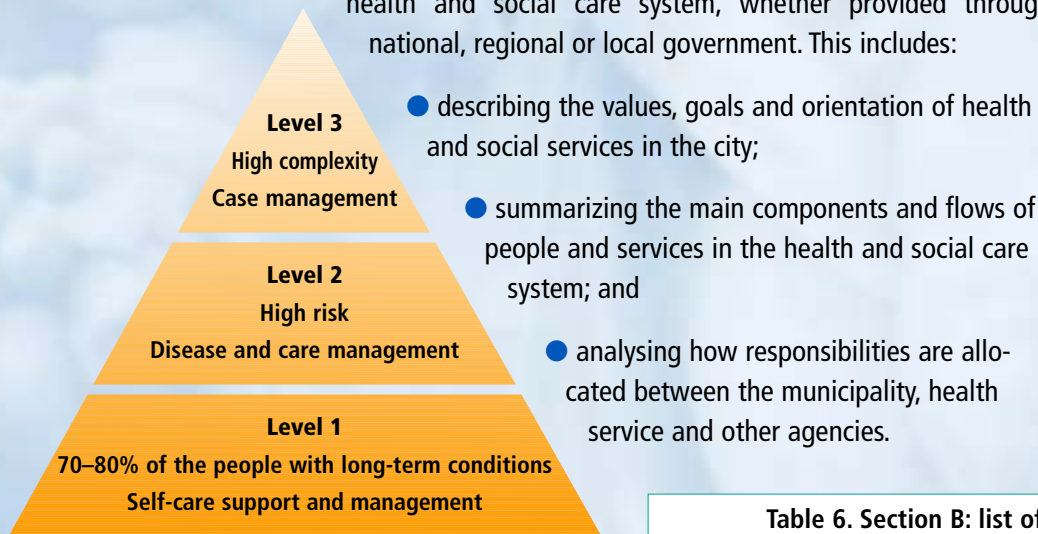 health and social care system, whether provided
national, regional or local government. This includes:
● describing the values, goals and orientation of health
and social services in the city;
● summarizing the main components and flows of
people and services in the health and social care
system; and
● analysing how responsibilities are allo-
cated between the municipality, health
service and other agencies.
Level 3
High complexity
Case management
Level 2
High risk
Disease and care management
Level 1
70–80% of the people with long-term conditions
Self-care support and management
Table 6. Section B: list